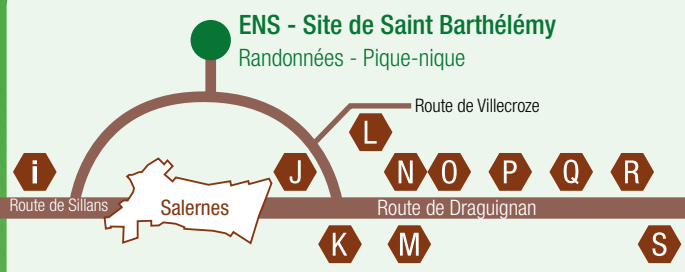 ENS - Site de Saint Barthélémy
Randonnées - Pique-nique
Route de Villecroze
L
i
J
N O P Q R
Route de Sillans
Salernes
Route de Draguignan
K
M
S